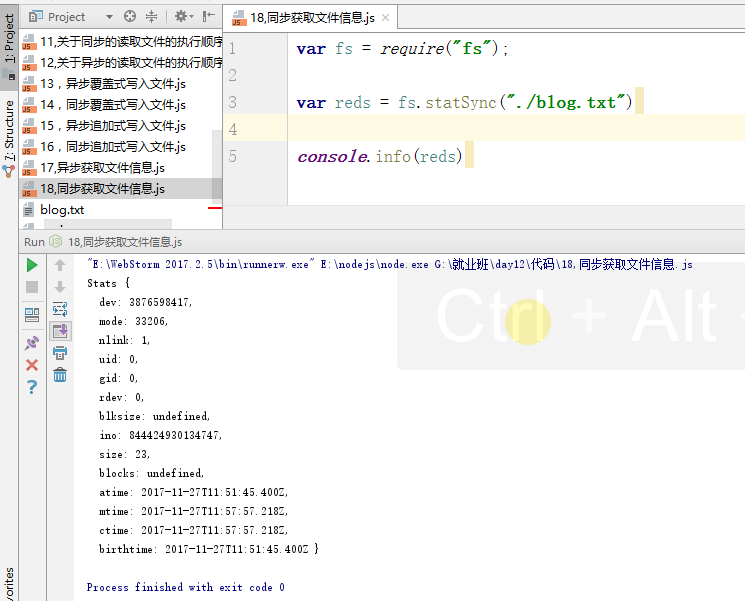 1: Project
7: Structure
vorites
Project
11,关于同步的读取文件的执行顺序
12,关于异步的读取文件的执行顺序
13，异步覆盖式写入文件.js
14，同步覆盖式写入文件.js
15，异步追加式写入文件.js
16，同步追加式写入文件.js
17,异步获取文件信息.js
18,同步获取文件信息.js
blog.txt
18,同步获取文件信息.js
1 var fs = require("fs");
2
3 var reds = fs.statSync("./blog.txt")
4
5 console.info(reds)
Run 18,同步获取文件信息.js
"E:\WebStorm 2017.2.5\bin\runnerw.exe" E:\nodejs\node.exe G:\就业班\day12\代码\18,同步获取文件信息.js
Stats {
dev: 3876598417,
mode: 33206,
nlink: 1,
uid: 0,
gid: 0,
rdev: 0,
blksize: undefined,
ino: 844424930134747,
size: 23,
blocks: undefined,
atime: 2017-11-27T11:51:45.400Z,
mtime: 2017-11-27T11:57:57.218Z,
ctime: 2017-11-27T11:57:57.218Z,
birthtime: 2017-11-27T11:51:45.400Z }
Process finished with exit code 0
Ctrl + Alt